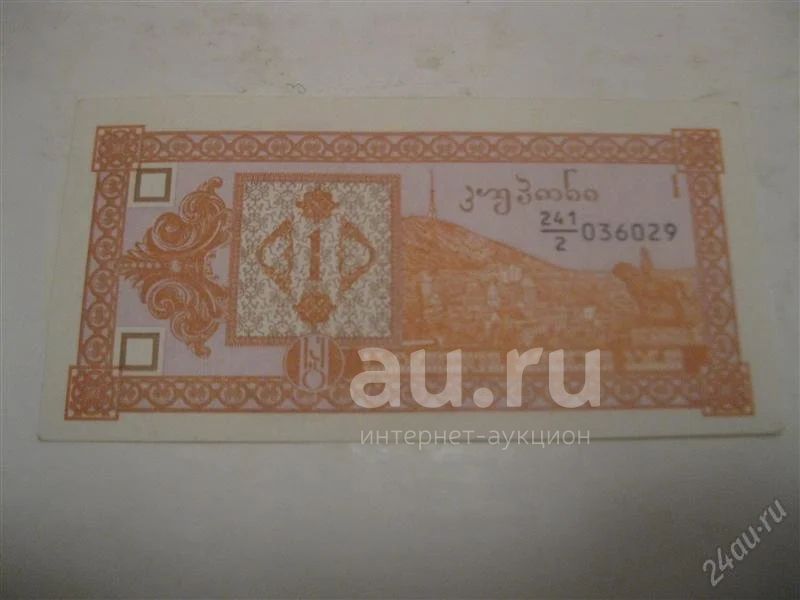 კუპონი
1
241/2 036029
1
au.ru
интернет-аукцион
24au.ru